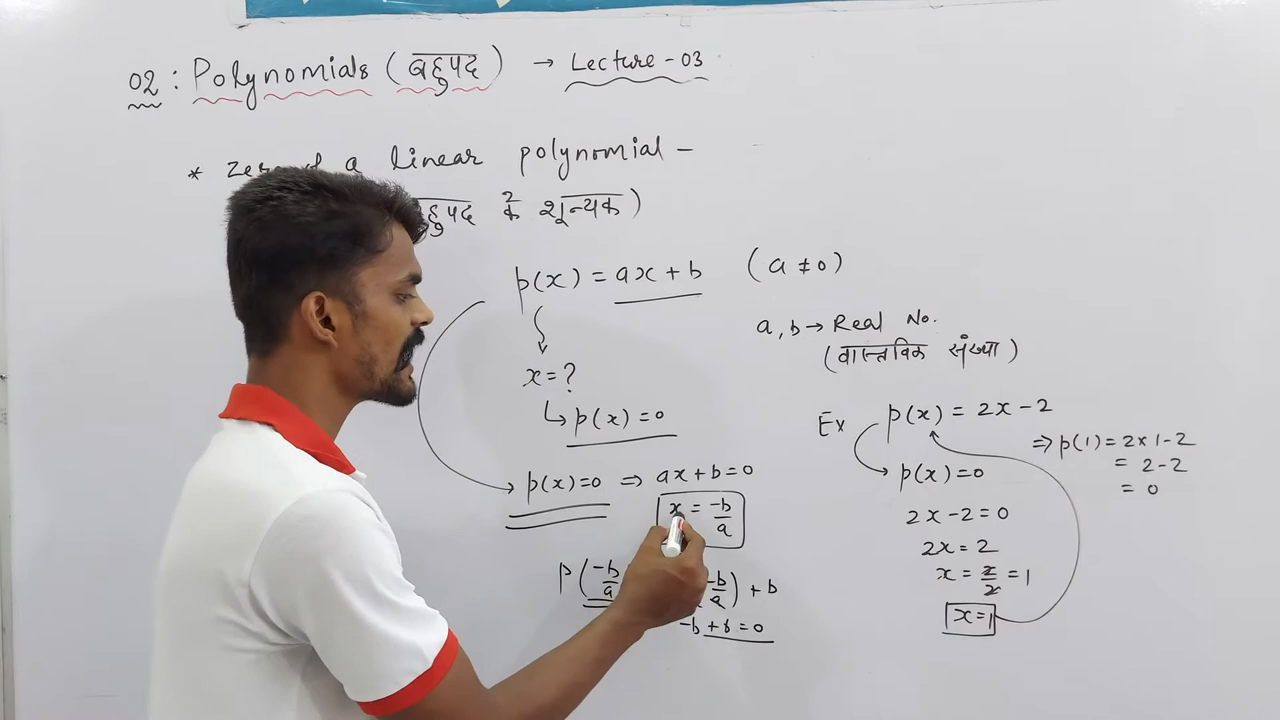 02 : Polynomials (बहुपद) → Lecture - 03
* Zero of a linear polynomial -
बहुपद के शून्यक)
p(x) = ax + b (a ≠ 0)
a, b → Real No.
(वास्तविक संख्या)
x = ?
↳ p(x) = 0
p(x) = 0 ⇒ ax + b = 0
x = -b/a
p(-b/a
-b/a) + b
-b + b = 0
Ex p(x) = 2x - 2
p(x) = 0
2x - 2 = 0
2x = 2
x = 2/2 = 1
x = 1
⇒ p(1) = 2 x 1 - 2
= 2 - 2
= 0